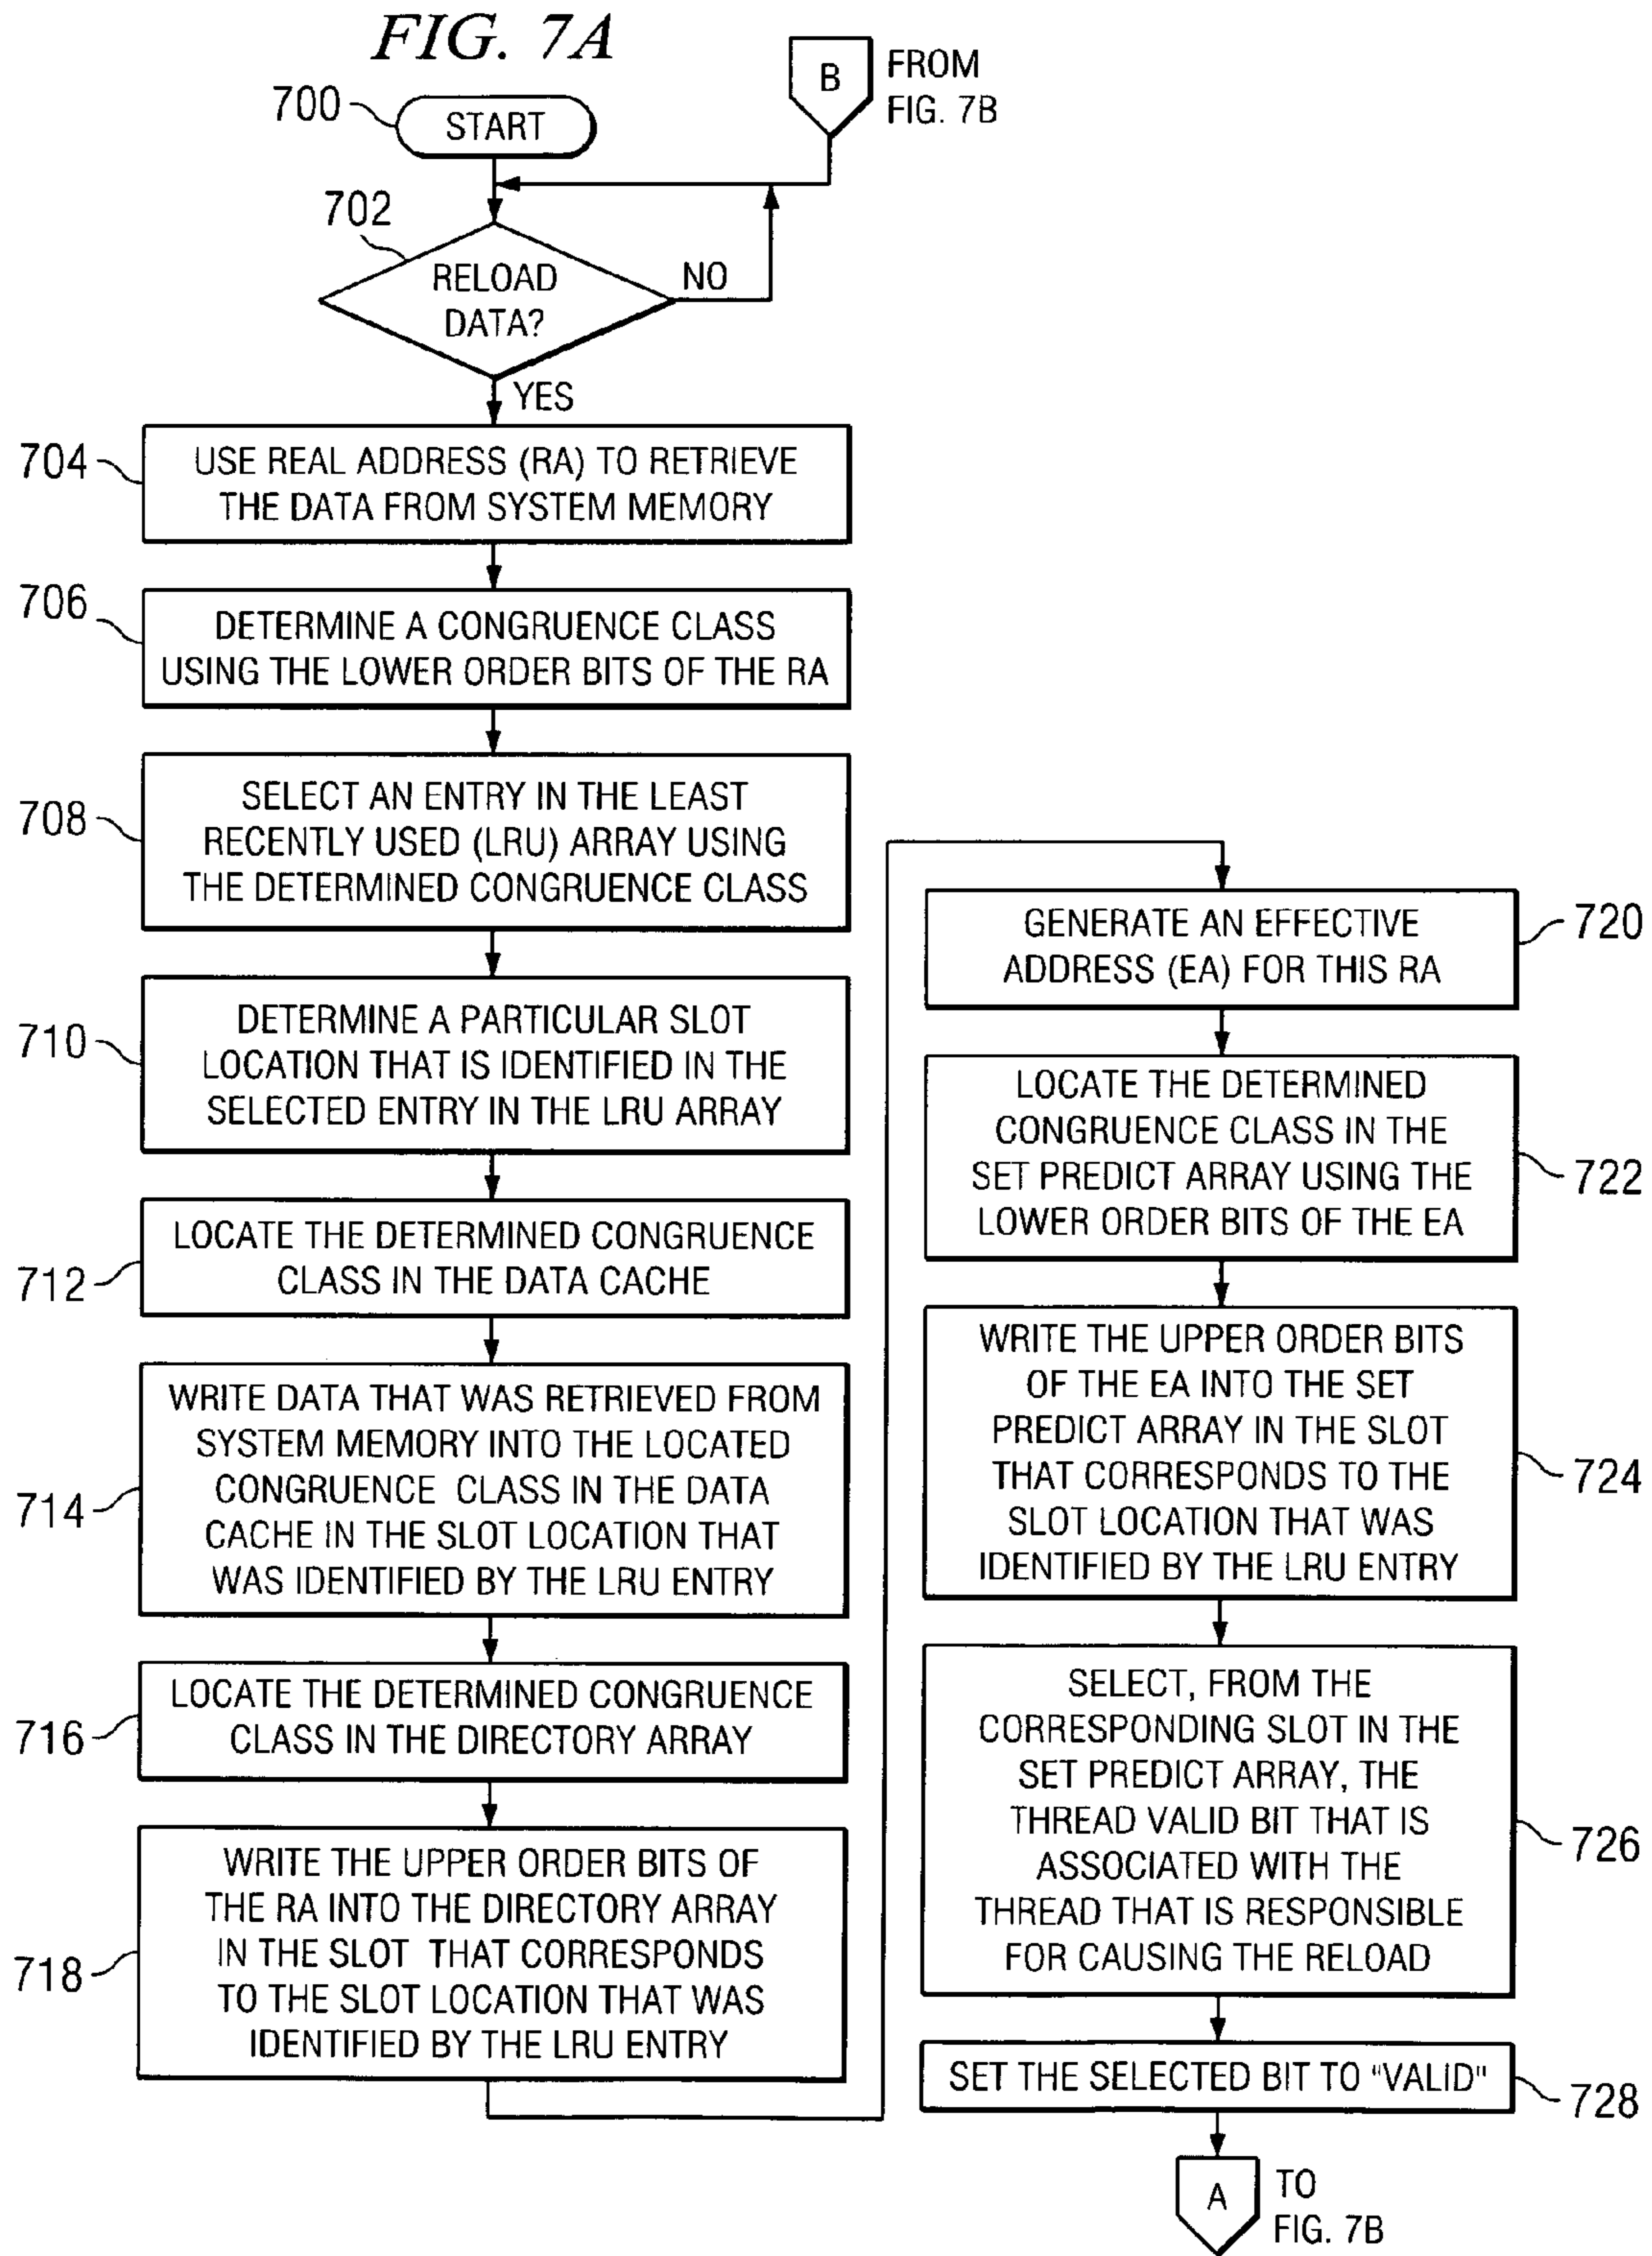 FIG. 7A
B
FROM
FIG. 7B
700
START
702
RELOAD
DATA?
NO
YES
704
USE REAL ADDRESS (RA) TO RETRIEVE
THE DATA FROM SYSTEM MEMORY
706
DETERMINE A CONGRUENCE CLASS
USING THE LOWER ORDER BITS OF THE RA
708
SELECT AN ENTRY IN THE LEAST
RECENTLY USED (LRU) ARRAY USING
THE DETERMINED CONGRUENCE CLASS
710
DETERMINE A PARTICULAR SLOT
LOCATION THAT IS IDENTIFIED IN THE
SELECTED ENTRY IN THE LRU ARRAY
712
LOCATE THE DETERMINED CONGRUENCE
CLASS IN THE DATA CACHE
714
WRITE DATA THAT WAS RETRIEVED FROM
SYSTEM MEMORY INTO THE LOCATED
CONGRUENCE CLASS IN THE DATA
CACHE IN THE SLOT LOCATION THAT
WAS IDENTIFIED BY THE LRU ENTRY
716
LOCATE THE DETERMINED CONGRUENCE
CLASS IN THE DIRECTORY ARRAY
718
WRITE THE UPPER ORDER BITS OF
THE RA INTO THE DIRECTORY ARRAY
IN THE SLOT THAT CORRESPONDS
TO THE SLOT LOCATION THAT WAS
IDENTIFIED BY THE LRU ENTRY
GENERATE AN EFFECTIVE
ADDRESS (EA) FOR THIS RA
720
LOCATE THE DETERMINED
CONGRUENCE CLASS IN THE
SET PREDICT ARRAY USING THE
LOWER ORDER BITS OF THE EA
722
WRITE THE UPPER ORDER BITS
OF THE EA INTO THE SET
PREDICT ARRAY IN THE SLOT
THAT CORRESPONDS TO THE
SLOT LOCATION THAT WAS
IDENTIFIED BY THE LRU ENTRY
724
SELECT, FROM THE
CORRESPONDING SLOT IN THE
SET PREDICT ARRAY, THE
THREAD VALID BIT THAT IS
ASSOCIATED WITH THE
THREAD THAT IS RESPONSIBLE
FOR CAUSING THE RELOAD
726
SET THE SELECTED BIT TO "VALID"
728
A
TO
FIG. 7B